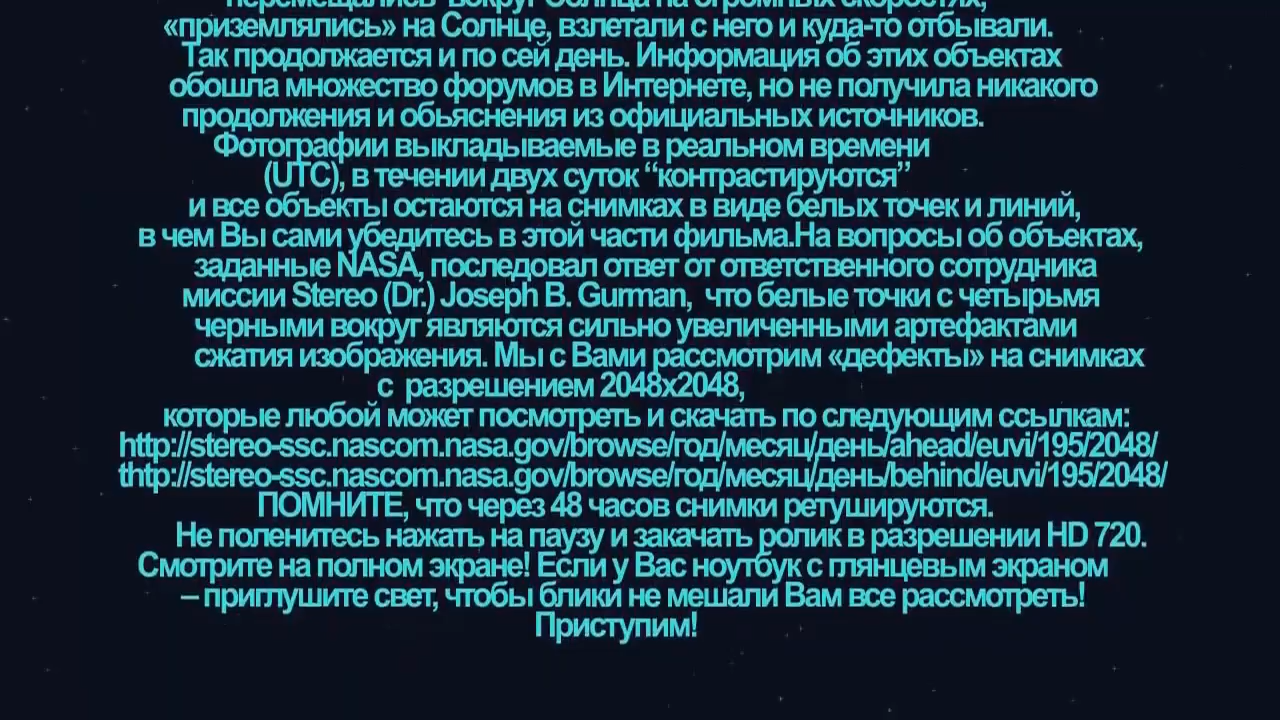 перемещались вокруг Солнца на огромных скоростях,
«приземлялись» на Солнце, взлетали с него и куда-то отбывали.
Так продолжается и по сей день. Информация об этих объектах
обошла множество форумов в Интернете, но не получила никакого
продолжения и обьяснения из официальных источников.
Фотографии выкладываемые в реальном времени
(UTC), в течении двух суток “контрастируются”
и все объекты остаются на снимках в виде белых точек и линий,
в чем Вы сами убедитесь в этой части фильма.На вопросы об объектах,
заданные NASA, последовал ответ от ответственного сотрудника
миссии Stereo (Dr.) Joseph B. Gurman, что белые точки с четырьмя
черными вокруг являются сильно увеличенными артефактами
сжатия изображения. Мы с Вами рассмотрим «дефекты» на снимках
с разрешением 2048x2048,
которые любой может посмотреть и скачать по следующим ссылкам:
http://stereo-ssc.nascom.nasa.gov/browse/год/месяц/день/ahead/euvi/195/2048/
thttp://stereo-ssc.nascom.nasa.gov/browse/год/месяц/день/behind/euvi/195/2048/
ПОМНИТЕ, что через 48 часов снимки ретушируются.
Не поленитесь нажать на паузу и закачать ролик в разрешении HD 720.
Смотрите на полном экране! Если у Вас ноутбук с глянцевым экраном
– приглушите свет, чтобы блики не мешали Вам все рассмотреть!
Приступим!